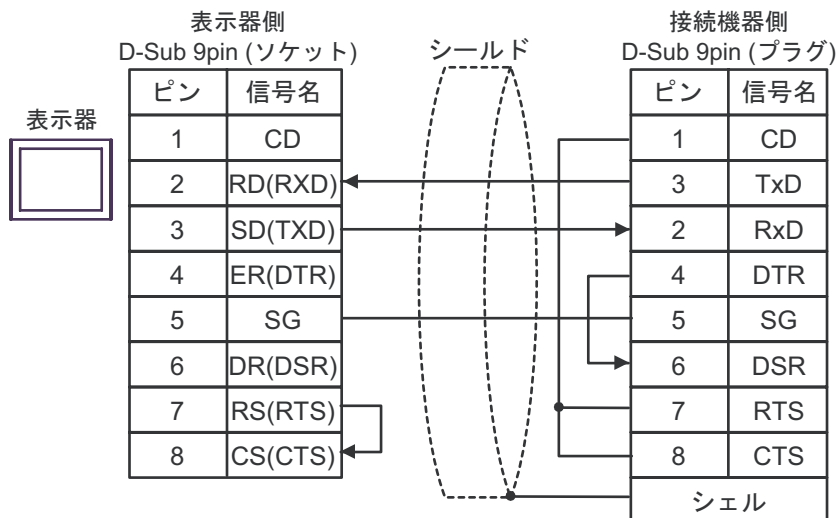 表示器側
D-Sub 9pin (ソケット)
シールド
接続機器側
D-Sub 9pin (プラグ)
表示器
ピン 信号名
1 CD
2 RD(RXD)
3 SD(TXD)
4 ER(DTR)
5 SG
6 DR(DSR)
7 RS(RTS)
8 CS(CTS)
ピン 信号名
1 CD
3 TxD
2 RxD
4 DTR
5 SG
6 DSR
7 RTS
8 CTS
シェル